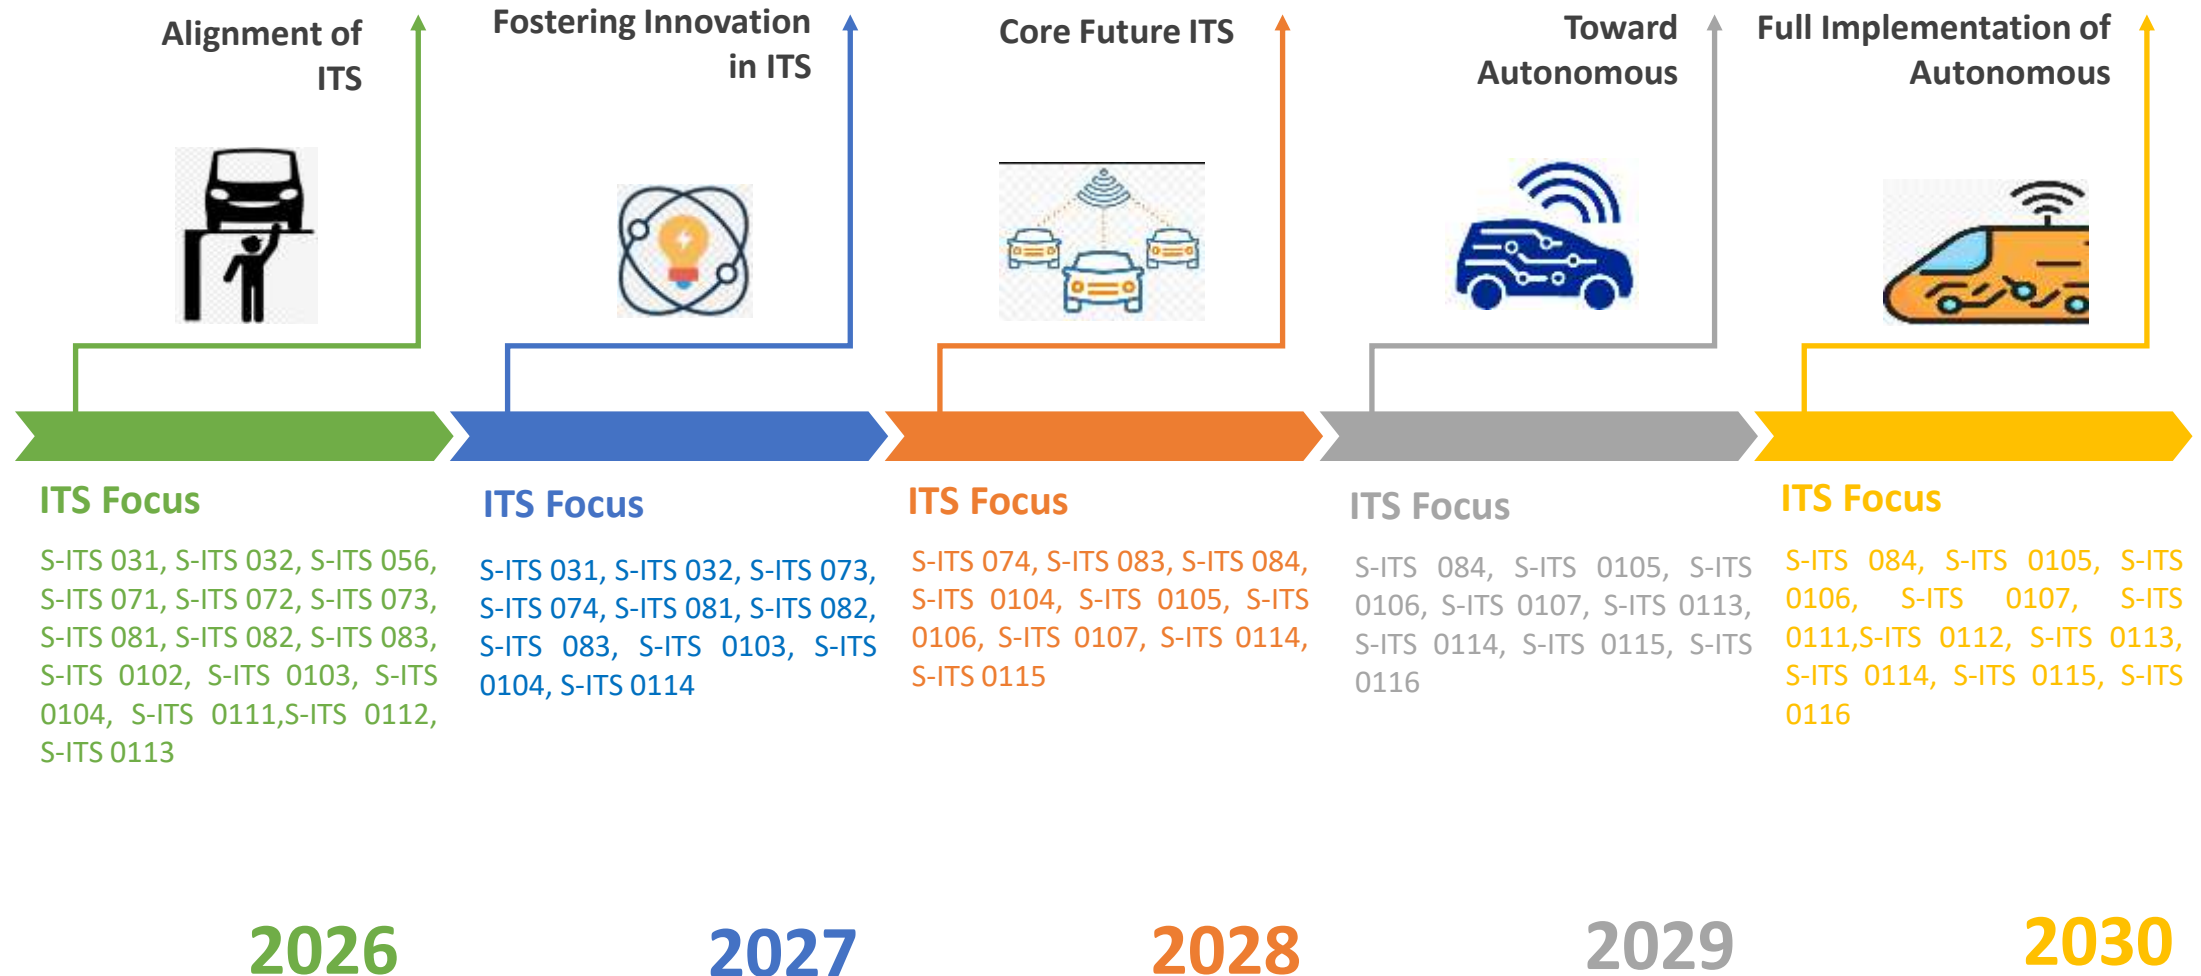 Alignment of
ITS
Fostering Innovation
in ITS
Core Future ITS
Toward
Autonomous
Full Implementation of
Autonomous
ITS Focus
S-ITS 031, S-ITS 032, S-ITS 056,
S-ITS 071, S-ITS 072, S-ITS 073,
S-ITS 081, S-ITS 082, S-ITS 083,
S-ITS 0102, S-ITS 0103, S-ITS
0104, S-ITS 0111,S-ITS 0112,
S-ITS 0113
ITS Focus
S-ITS 031, S-ITS 032, S-ITS 073,
S-ITS 074, S-ITS 081, S-ITS 082,
S-ITS 083, S-ITS 0103, S-ITS
0104, S-ITS 0114
ITS Focus
S-ITS 074, S-ITS 083, S-ITS 084,
S-ITS 0104, S-ITS 0105, S-ITS
0106, S-ITS 0107, S-ITS 0114,
S-ITS 0115
ITS Focus
S-ITS 084, S-ITS 0105, S-ITS
0106, S-ITS 0107, S-ITS 0113,
S-ITS 0114, S-ITS 0115, S-ITS
0116
ITS Focus
S-ITS 084, S-ITS 0105, S-ITS
0106, S-ITS 0107, S-ITS
0111,S-ITS 0112, S-ITS 0113,
S-ITS 0114, S-ITS 0115, S-ITS
0116
2026
2027
2028
2029
2030